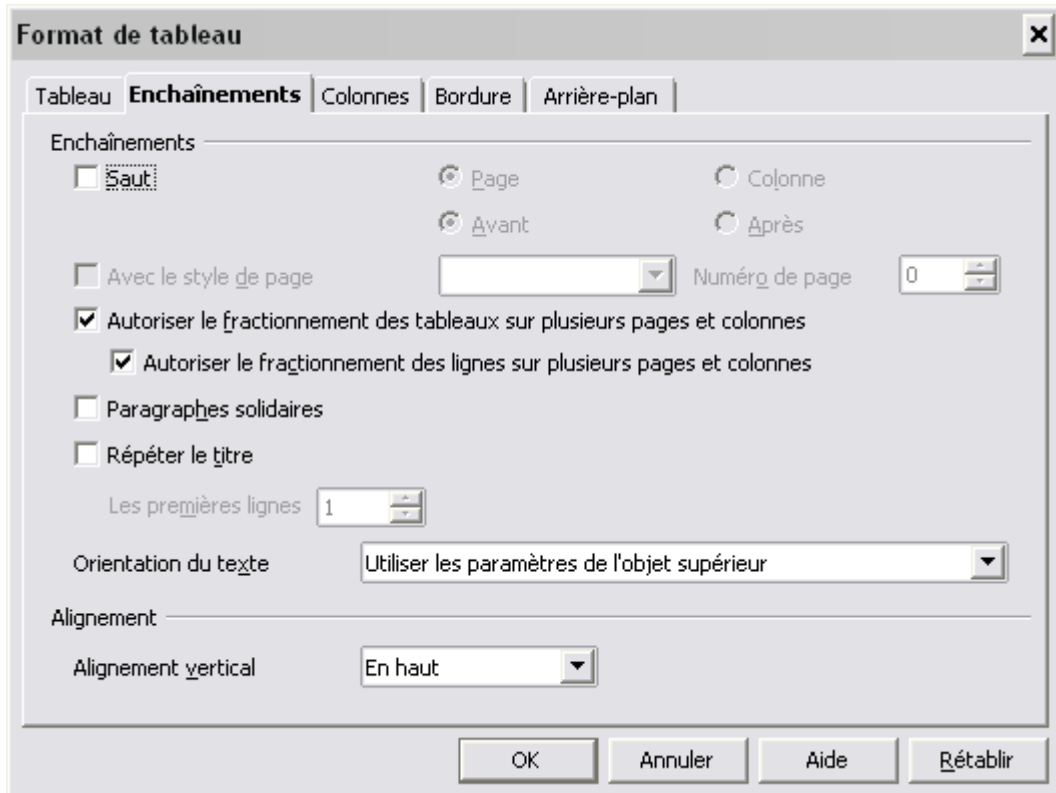 Format de tableau
Tableau Enchaînements Colonnes Bordure Arrière-plan
Enchaînements
Saut Page Colonne
Avant Après
Avec le style de page Numéro de page 0
Autoriser le fractionnement des tableaux sur plusieurs pages et colonnes
Autoriser le fractionnement des lignes sur plusieurs pages et colonnes
Paragraphes solidaires
Répéter le titre
Les premières lignes 1
Orientation du texte Utiliser les paramètres de l'objet supérieur
Alignement
Alignement vertical En haut
OK Annuler Aide Rétablir